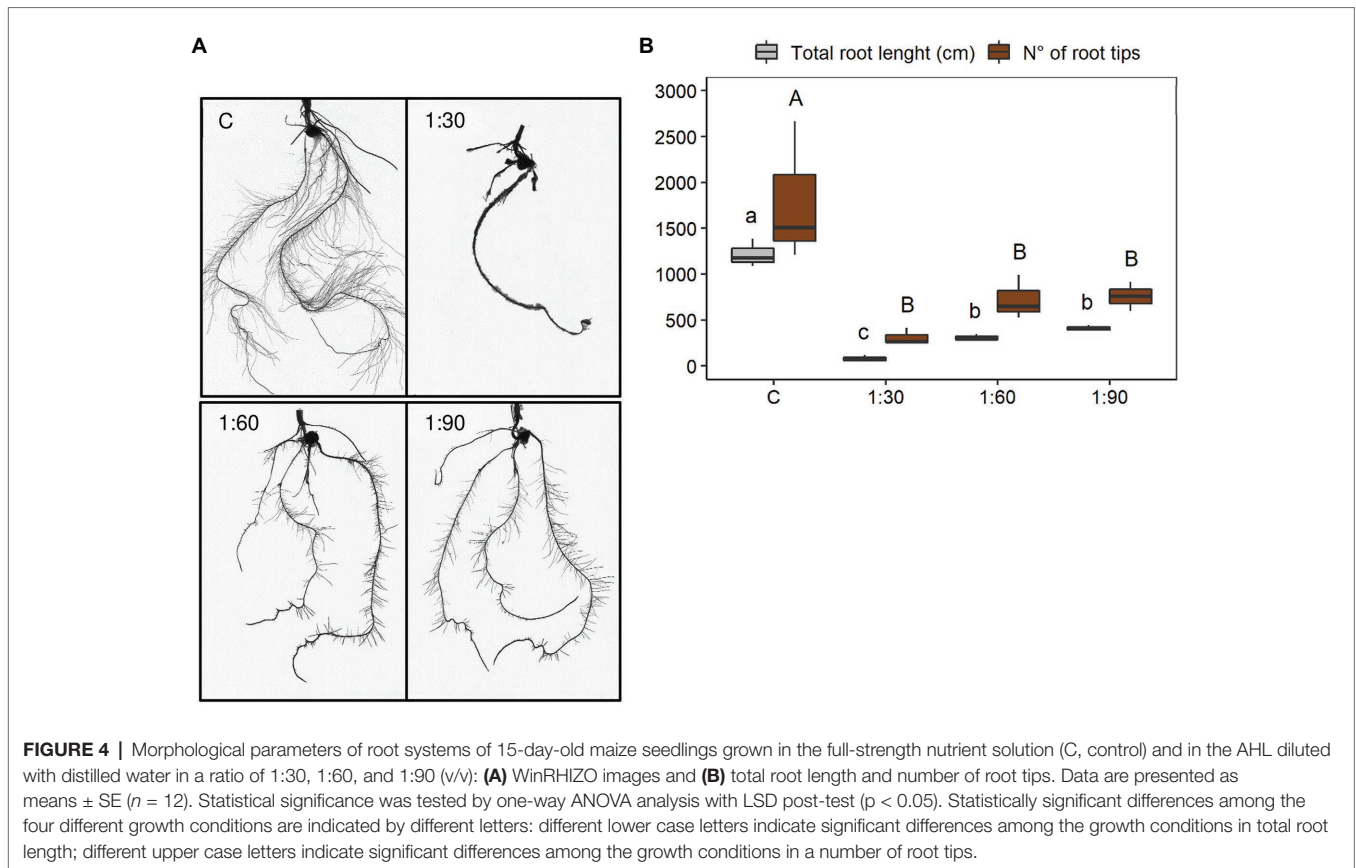 A
B
C
1:30
1:60
1:90
Total root lenght (cm) N° of root tips
3000
2500
2000
1500
1000
500
0
a
A
c
B
b
B
b
B
C 1:30 1:60 1:90
FIGURE 4 | Morphological parameters of root systems of 15-day-old maize seedlings grown in the full-strength nutrient solution (C, control) and in the AHL diluted
with distilled water in a ratio of 1:30, 1:60, and 1:90 (v/v): (A) WinRHIZO images and (B) total root length and number of root tips. Data are presented as
means ± SE (n = 12). Statistical significance was tested by one-way ANOVA analysis with LSD post-test (p < 0.05). Statistically significant differences among the
four different growth conditions are indicated by different letters: different lower case letters indicate significant differences among the growth conditions in total root
length; different upper case letters indicate significant differences among the growth conditions in a number of root tips.